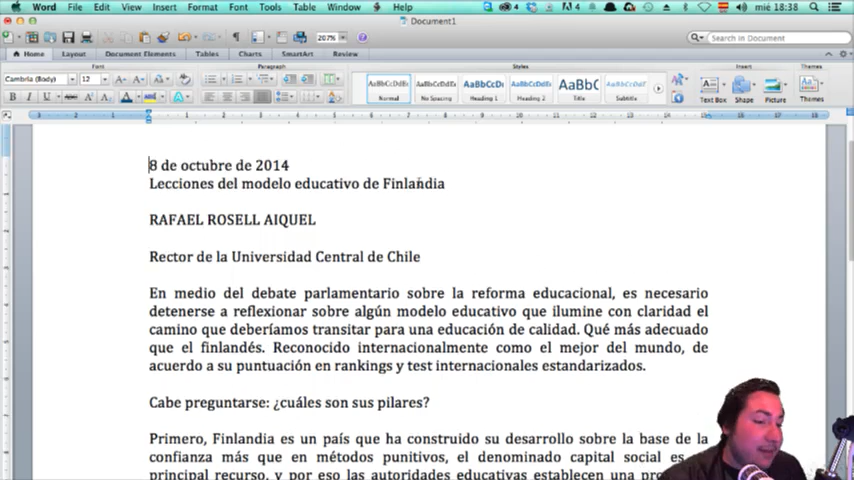 Word File Edit View Insert Format Font Tools Table Window Help
4 mié 18:38
Document1
207%
Search in Document
Home Layout Document Elements Tables Charts SmartArt Review
Font Paragraph Styles Insert Themes
Cambria (Body) 12
AaBbCcDdEe AaBbCcDdEe AaBbCcDc AaBbCcDdEe AaBbC AaBbCcDdEe
Normal No Spacing Heading 1 Heading 2 Title Subtitle Text Box Shape Picture Themes
8 de octubre de 2014
Lecciones del modelo educativo de Finlandia
RAFAEL ROSELL AIQUEL
Rector de la Universidad Central de Chile
En medio del debate parlamentario sobre la reforma educacional, es necesario
detenerse a reflexionar sobre algún modelo educativo que ilumine con claridad el
camino que deberíamos transitar para una educación de calidad. Qué más adecuado
que el finlandés. Reconocido internacionalmente como el mejor del mundo, de
acuerdo a su puntuación en rankings y test internacionales estandarizados.
Cabe preguntarse: ¿cuáles son sus pilares?
Primero, Finlandia es un país que ha construido su desarrollo sobre la base de la
confianza más que en métodos punitivos, el denominado capital social es
principal recurso, y por eso las autoridades educativas establecen una